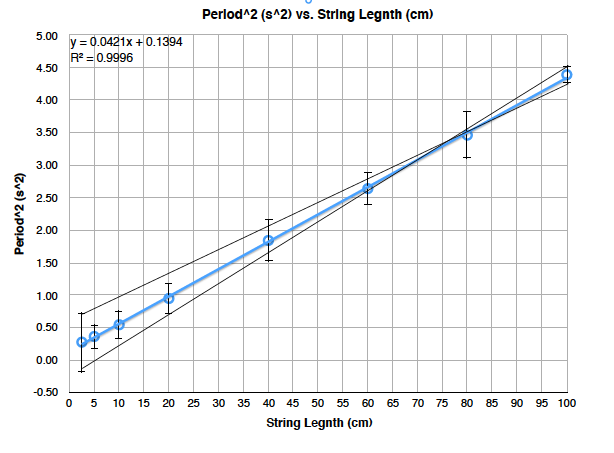 Period^2 (s^2) vs. String Legnth (cm)
y = 0.0421x + 0.1394
R² = 0.9996
5.00
4.50
4.00
3.50
3.00
2.50
2.00
1.50
1.00
0.50
0.00
-0.50
Period^2 (s^2)
0 5 10 15 20 25 30 35 40 45 50 55 60 65 70 75 80 85 90 95 100
String Legnth (cm)